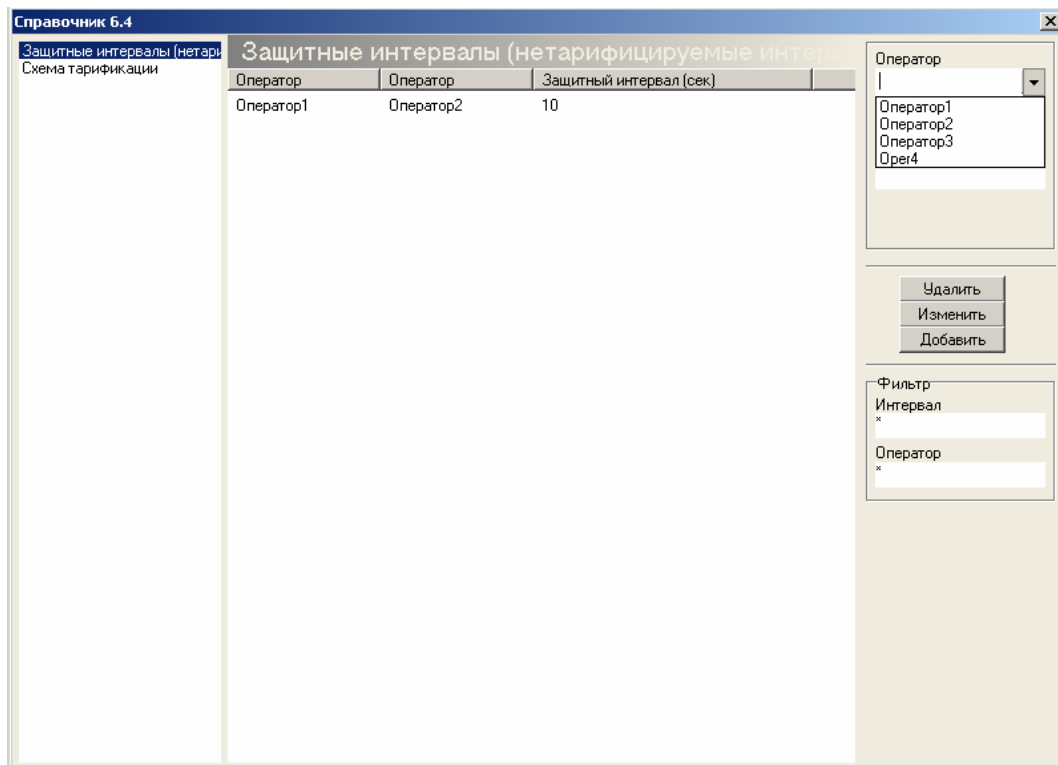 Справочник 6.4
Защитные интервалы (нетари
Схема тарификации
Защитные интервалы (нетарифицируемые интерв
Оператор Оператор Защитный интервал (сек)
Оператор1 Оператор2 10
Оператор
Оператор1
Оператор2
Оператор3
Oper4
Удалить
Изменить
Добавить
Фильтр
Интервал
*
Оператор
*